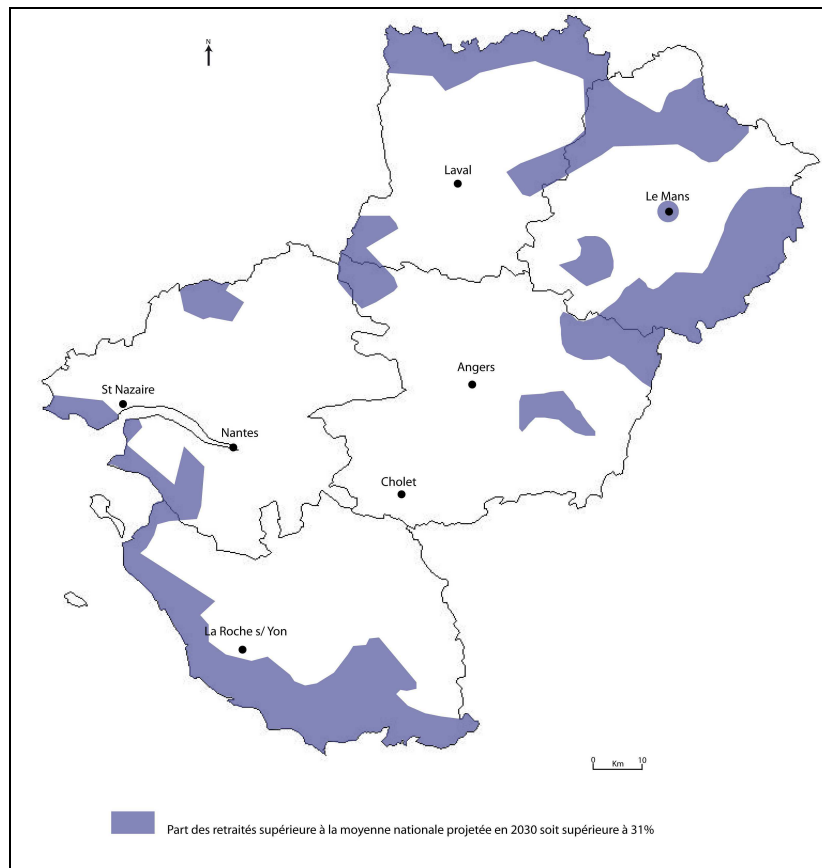 N
Laval
Le Mans
Angers
St Nazaire
Nantes
Cholet
La Roche s/ Yon
0 Km 10
Part des retraités supérieure à la moyenne nationale projetée en 2030 soit supérieure à 31%